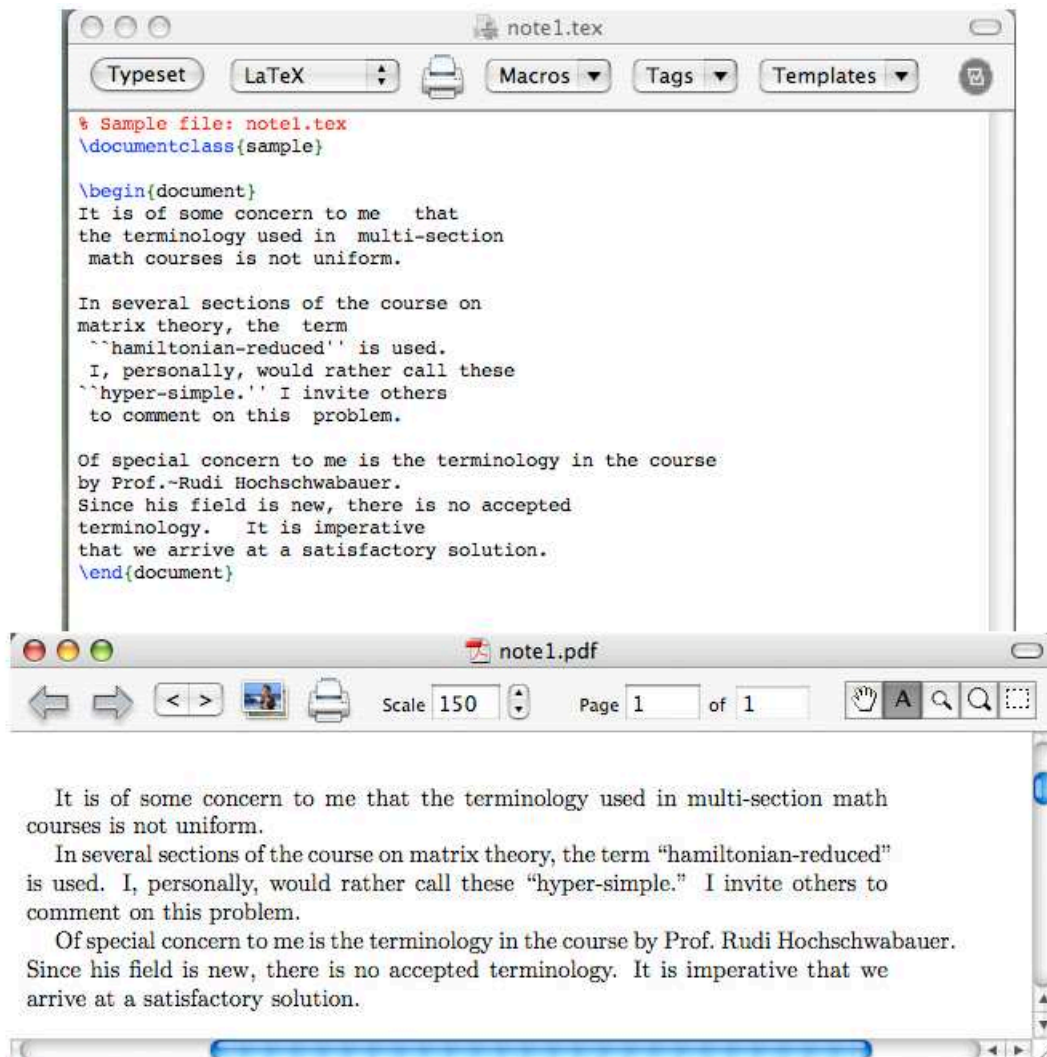 note1.tex
Typeset LaTeX Macros Tags Templates
% Sample file: note1.tex
\documentclass{sample}
\begin{document}
It is of some concern to me   that
the terminology used in  multi-section
 math courses is not uniform.
In several sections of the course on
matrix theory, the  term
 ``hamiltonian-reduced'' is used.
 I, personally, would rather call these
``hyper-simple.'' I invite others
 to comment on this  problem.
Of special concern to me is the terminology in the course
by Prof.~Rudi Hochschwabauer.
Since his field is new, there is no accepted
terminology.   It is imperative
that we arrive at a satisfactory solution.
\end{document}
note1.pdf
< > Scale 150 Page 1 of 1 A
It is of some concern to me that the terminology used in multi-section math
courses is not uniform.
In several sections of the course on matrix theory, the term “hamiltonian-reduced”
is used. I, personally, would rather call these “hyper-simple.” I invite others to
comment on this problem.
Of special concern to me is the terminology in the course by Prof. Rudi Hochschwabauer.
Since his field is new, there is no accepted terminology. It is imperative that we
arrive at a satisfactory solution.